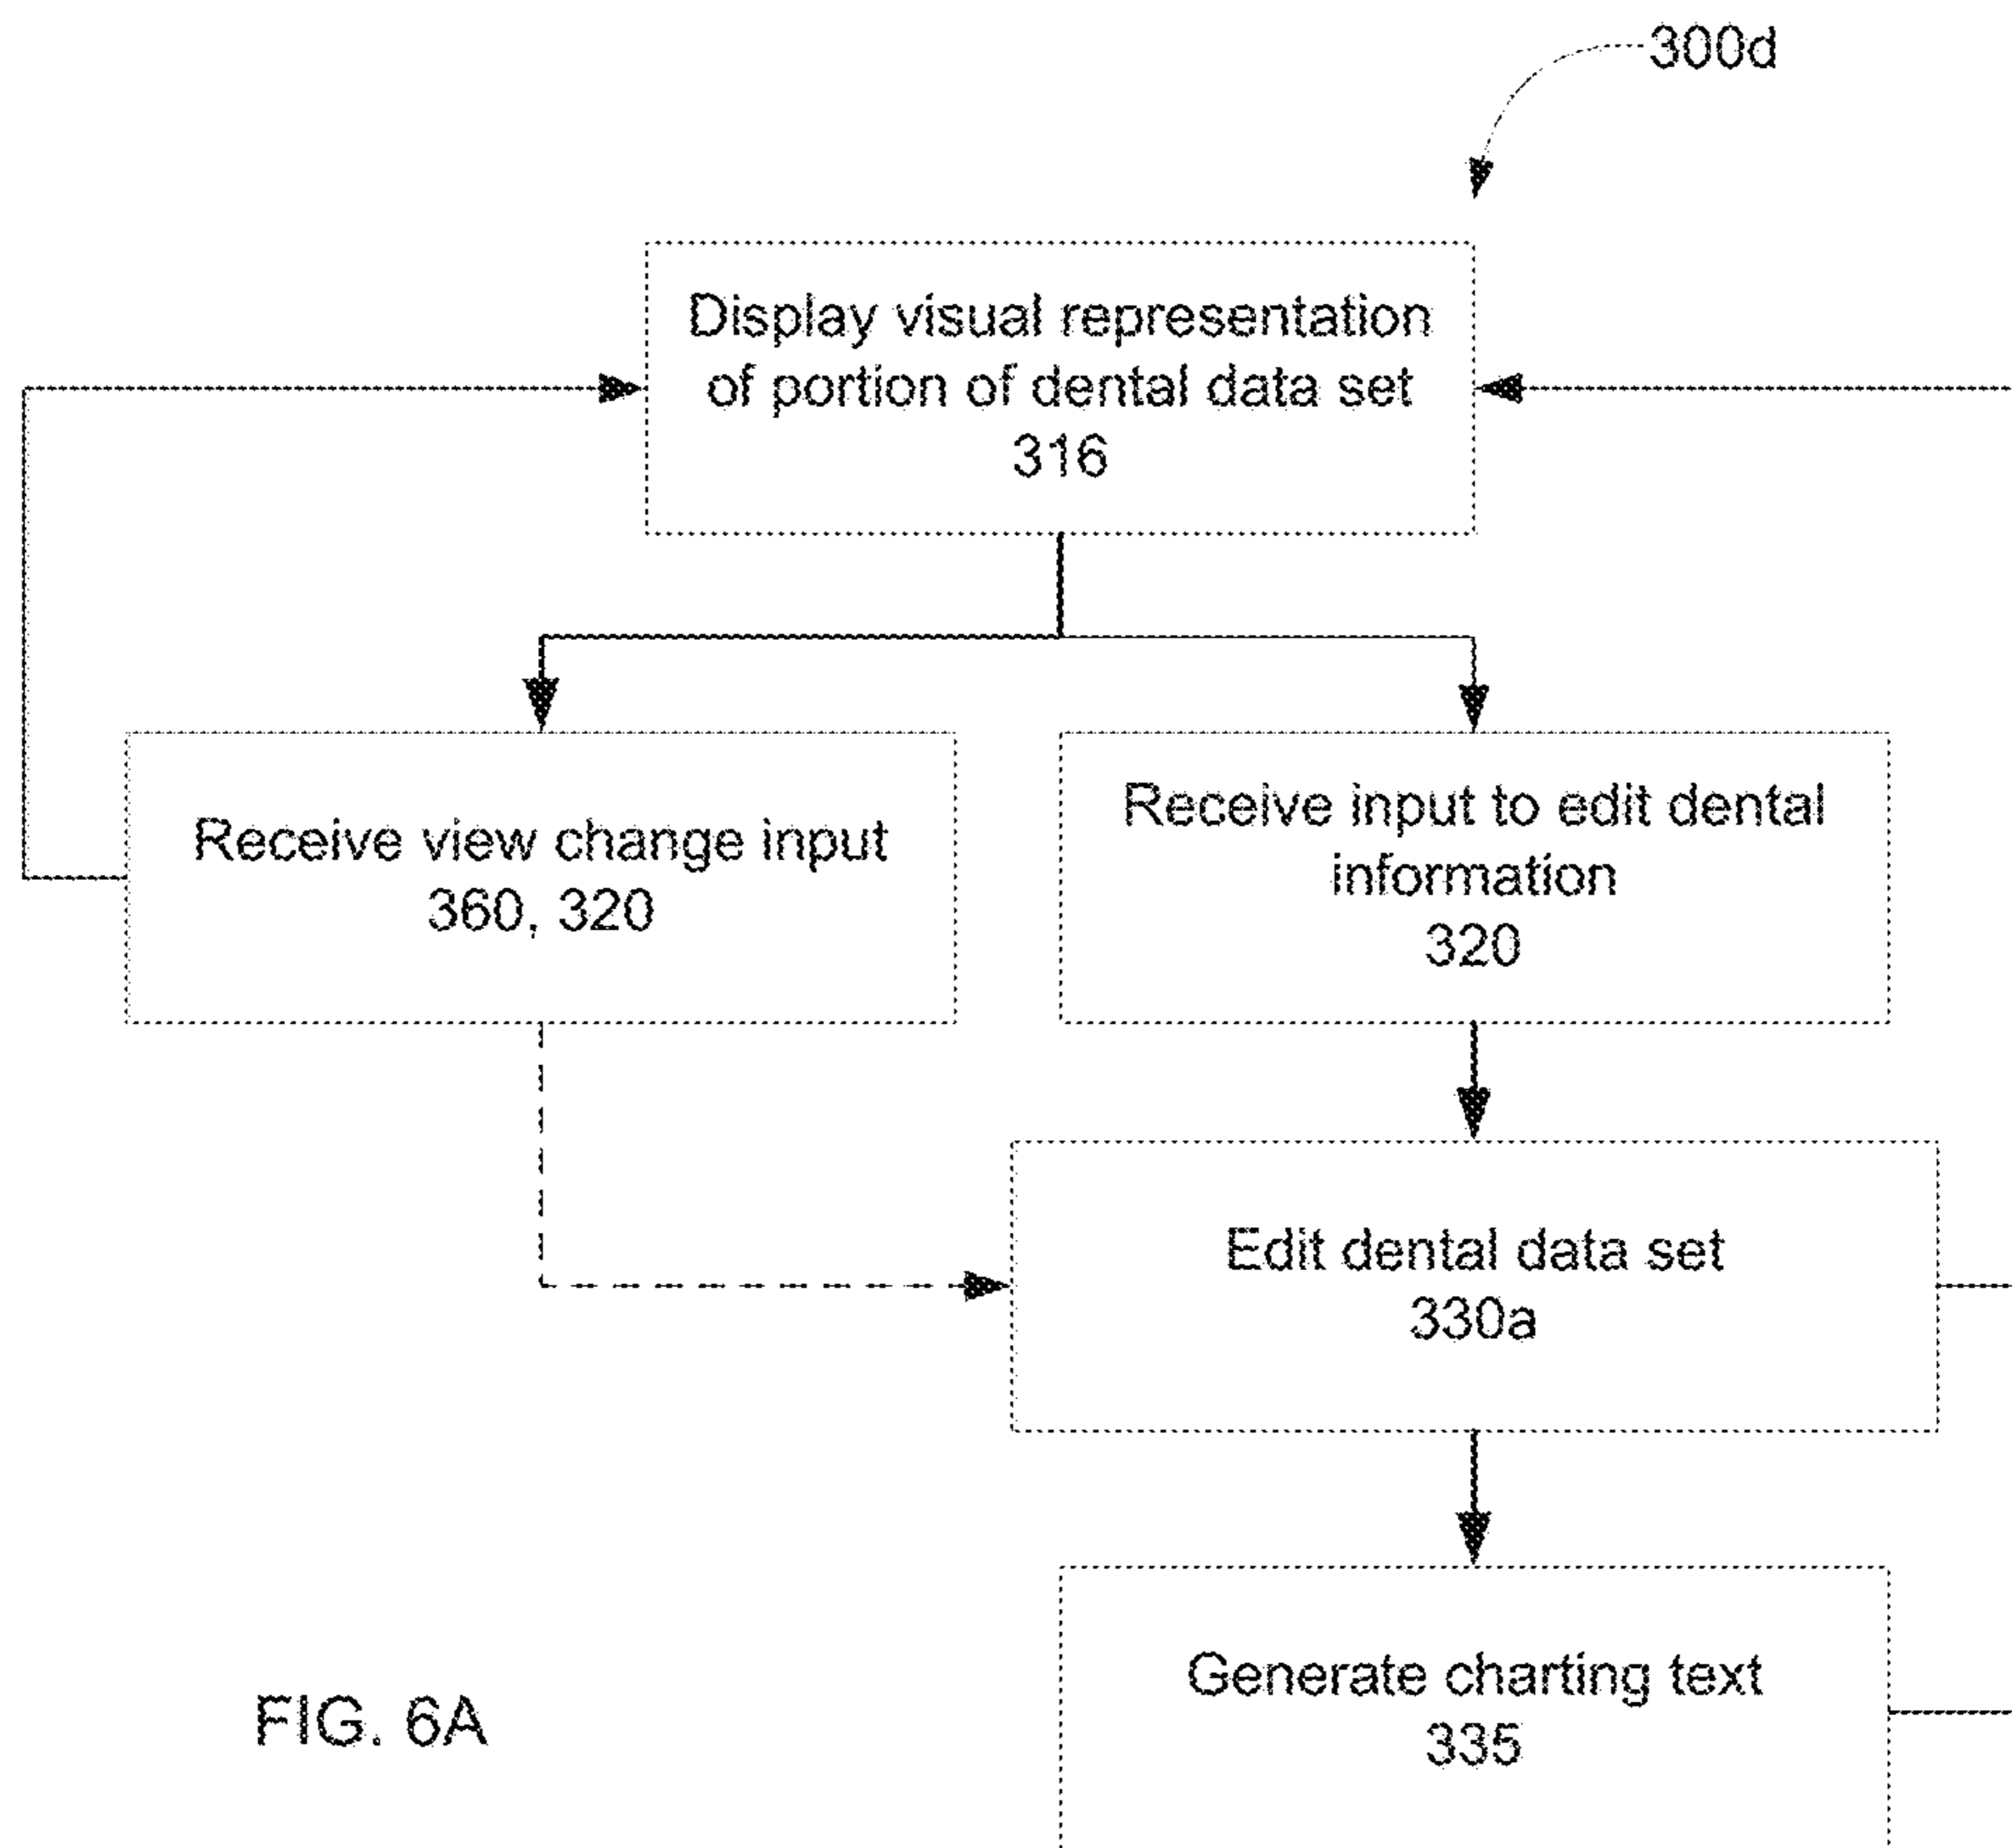 300d
Display visual representation
of portion of dental data set
316
Receive view change input
360, 320
Receive input to edit dental
information
320
Edit dental data set
330a
Generate charting text
335
FIG. 6A